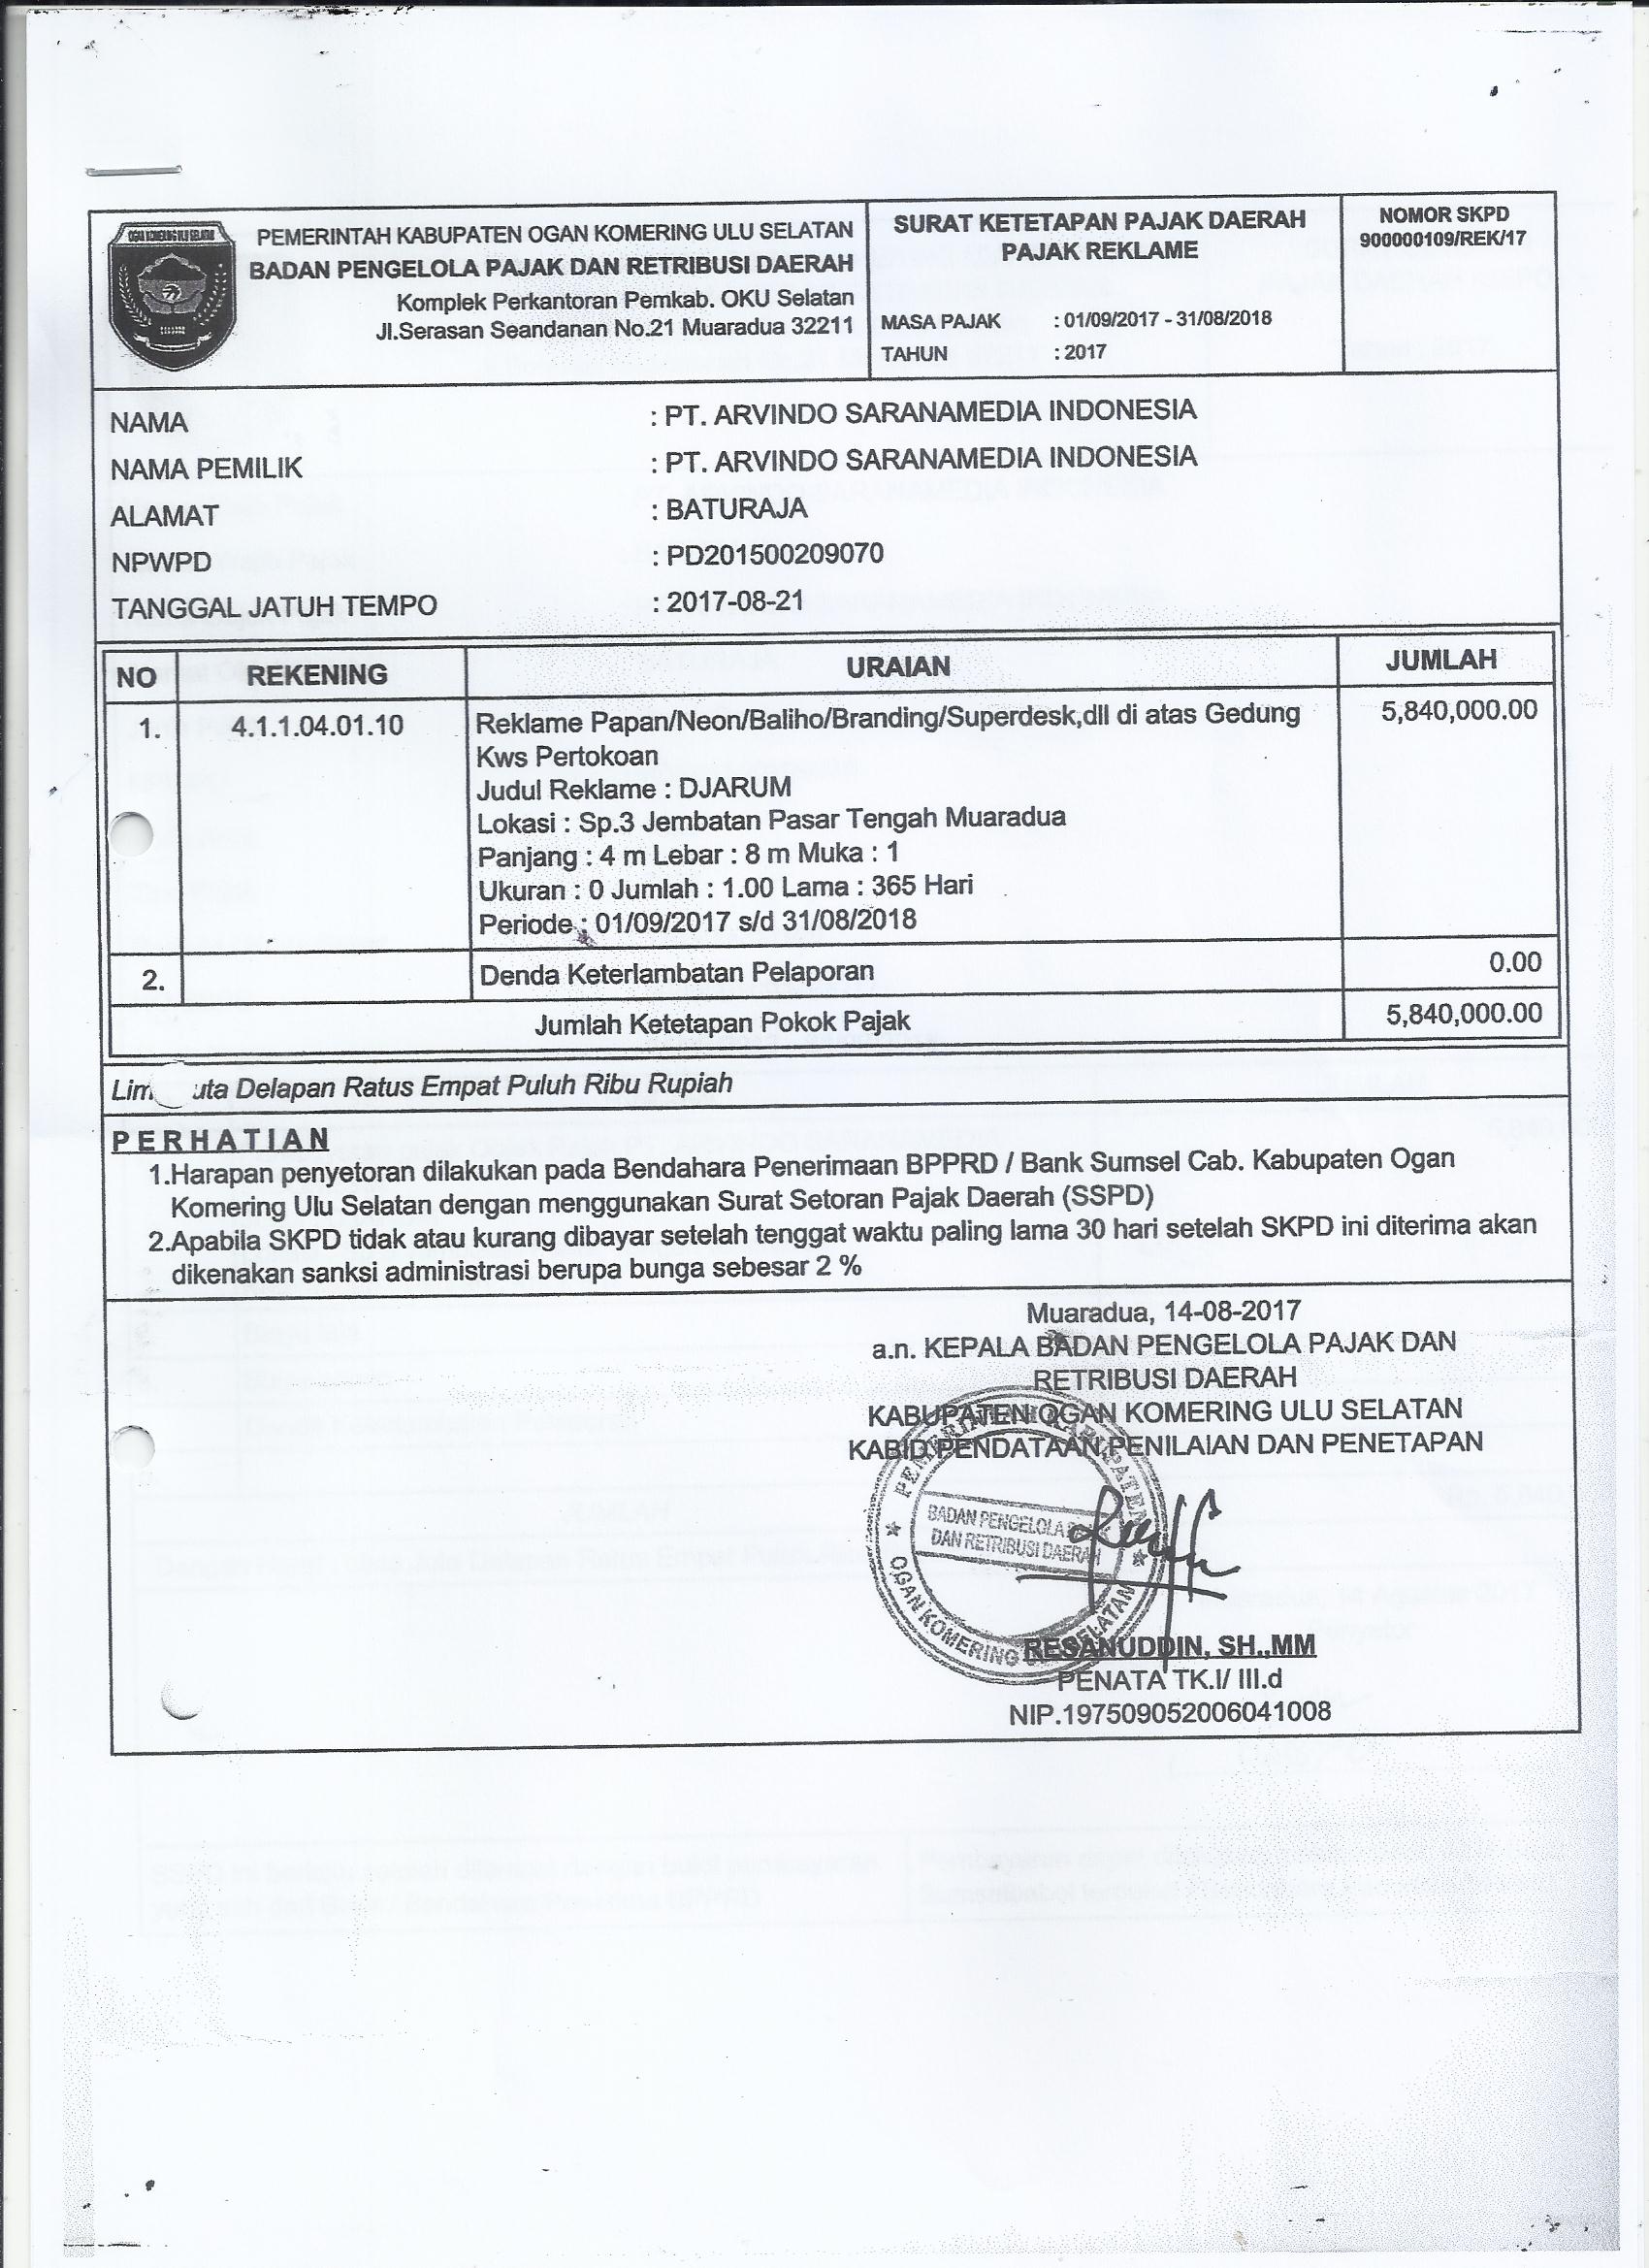 OGAN KOMERING ULU SELATAN
PEMERINTAH KABUPATEN OGAN KOMERING ULU SELATAN
BADAN PENGELOLA PAJAK DAN RETRIBUSI DAERAH
Komplek Perkantoran Pemkab. OKU Selatan
Jl.Serasan Seandanan No.21 Muaradua 32211
SURAT KETETAPAN PAJAK DAERAH
PAJAK REKLAME
MASA PAJAK : 01/09/2017 - 31/08/2018
TAHUN : 2017
NOMOR SKPD
900000109/REK/17
NAMA : PT. ARVINDO SARANAMEDIA INDONESIA
NAMA PEMILIK : PT. ARVINDO SARANAMEDIA INDONESIA
ALAMAT : BATURAJA
NPWPD : PD201500209070
TANGGAL JATUH TEMPO : 2017-08-21
NO REKENING URAIAN JUMLAH
1. 4.1.1.04.01.10 Reklame Papan/Neon/Baliho/Branding/Superdesk,dll di atas Gedung 5,840,000.00
Kws Pertokoan
Judul Reklame : DJARUM
Lokasi : Sp.3 Jembatan Pasar Tengah Muaradua
Panjang : 4 m Lebar : 8 m Muka : 1
Ukuran : 0 Jumlah : 1.00 Lama : 365 Hari
Periode : 01/09/2017 s/d 31/08/2018
2. Denda Keterlambatan Pelaporan 0.00
Jumlah Ketetapan Pokok Pajak 5,840,000.00
Lim uta Delapan Ratus Empat Puluh Ribu Rupiah
PERHATIAN
1.Harapan penyetoran dilakukan pada Bendahara Penerimaan BPPRD / Bank Sumsel Cab. Kabupaten Ogan
Komering Ulu Selatan dengan menggunakan Surat Setoran Pajak Daerah (SSPD)
2.Apabila SKPD tidak atau kurang dibayar setelah tenggat waktu paling lama 30 hari setelah SKPD ini diterima akan
dikenakan sanksi administrasi berupa bunga sebesar 2 %
Muaradua, 14-08-2017
a.n. KEPALA BADAN PENGELOLA PAJAK DAN
RETRIBUSI DAERAH
KABUPATEN OGAN KOMERING ULU SELATAN
KABID PENDATAAN,PENILAIAN DAN PENETAPAN
PEMERINTAH KABUPATEN
BADAN PENGELOLA
DAN RETRIBUSI DAERAH
OGAN KOMERING ULU SELATAN
RESANUDDIN, SH.,MM
PENATA TK.I/ III.d
NIP.197509052006041008